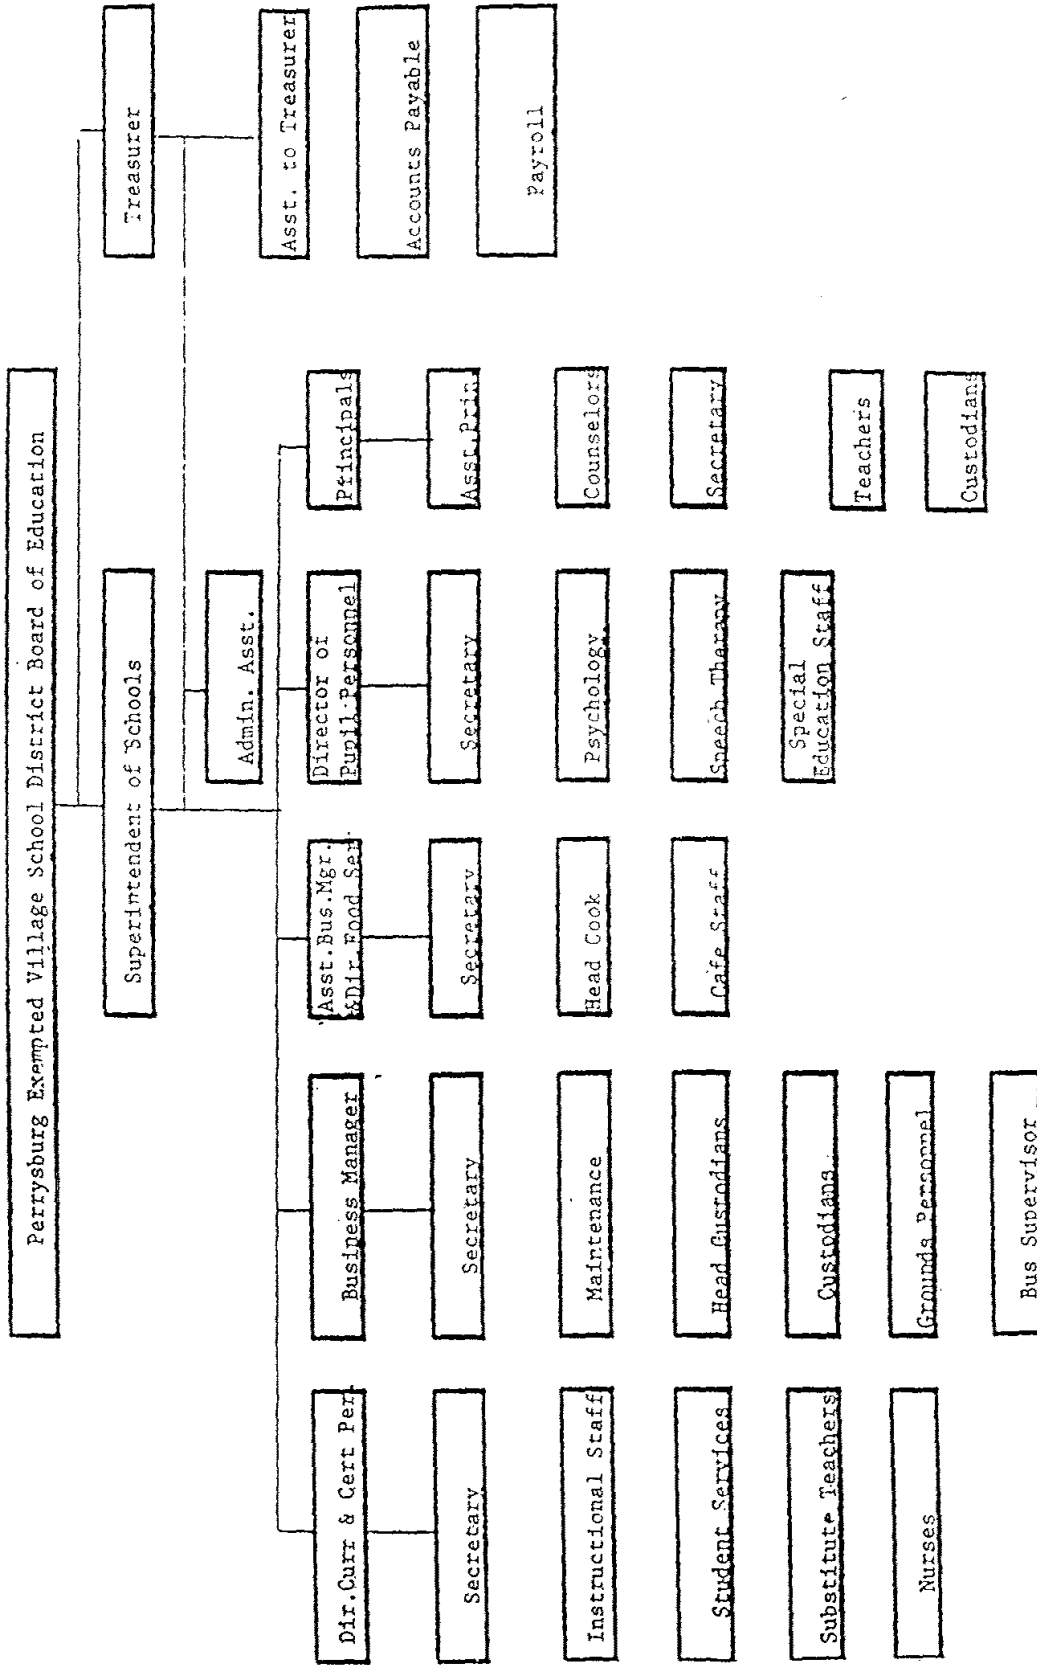 Perrysburg Exempted Village School District Board of Education
Superintendent of Schools
Treasurer
Admin. Asst.
Asst. to Treasurer
Accounts Payable
Payroll
Dir.Curr & Cert Per.
Secretary
Instructional Staff
Student Services
Substitute Teachers
Nurses
Business Manager
Secretary
Maintenance
Head Custodians
Custodians
Grounds Personnel
Bus Supervisor
Asst.Bus.Mgr.
&Dir.Food Ser.
Secretary
Head Cook
Cafe Staff
Director of
Pupil Personnel
Secretary
Psychology
Speech Therapy
Special
Education Staff
Principals
Asst.Prin.
Counselors
Secretary
Teachers
Custodians